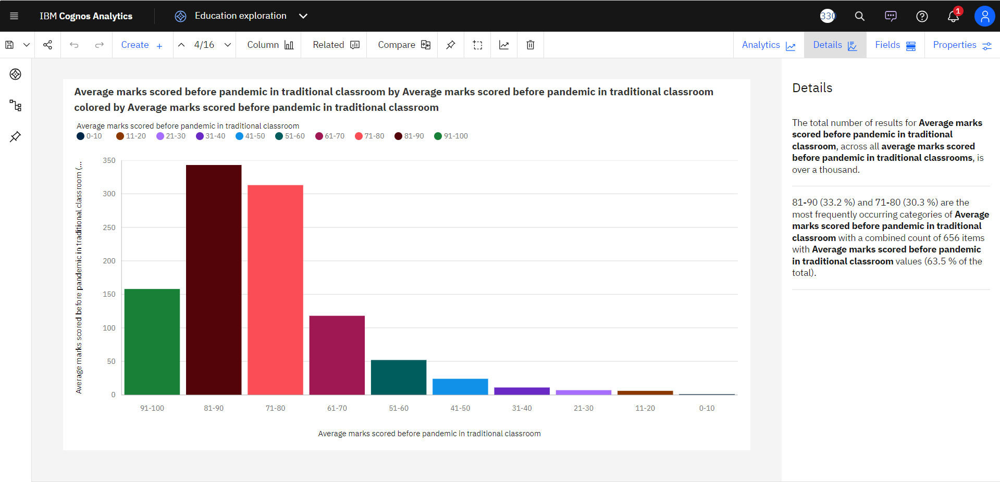 IBM Cognos Analytics
Education exploration
330
1
Create +
4/16
Column
Related
Compare
Analytics
Details
Fields
Properties
Average marks scored before pandemic in traditional classroom by Average marks scored before pandemic in traditional classroom
colored by Average marks scored before pandemic in traditional classroom
Average marks scored before pandemic in traditional classroom
0-10 11-20 21-30 31-40 41-50 51-60 61-70 71-80 81-90 91-100
Average marks scored before pandemic in traditional classroom (...
350
300
250
200
150
100
50
0
91-100 81-90 71-80 61-70 51-60 41-50 31-40 21-30 11-20 0-10
Average marks scored before pandemic in traditional classroom
Details
The total number of results for Average marks
scored before pandemic in traditional
classroom, across all average marks scored
before pandemic in traditional classrooms, is
over a thousand.
81-90 (33.2 %) and 71-80 (30.3 %) are the
most frequently occurring categories of Average
marks scored before pandemic in traditional
classroom with a combined count of 656 items
with Average marks scored before pandemic
in traditional classroom values (63.5 % of the
total).